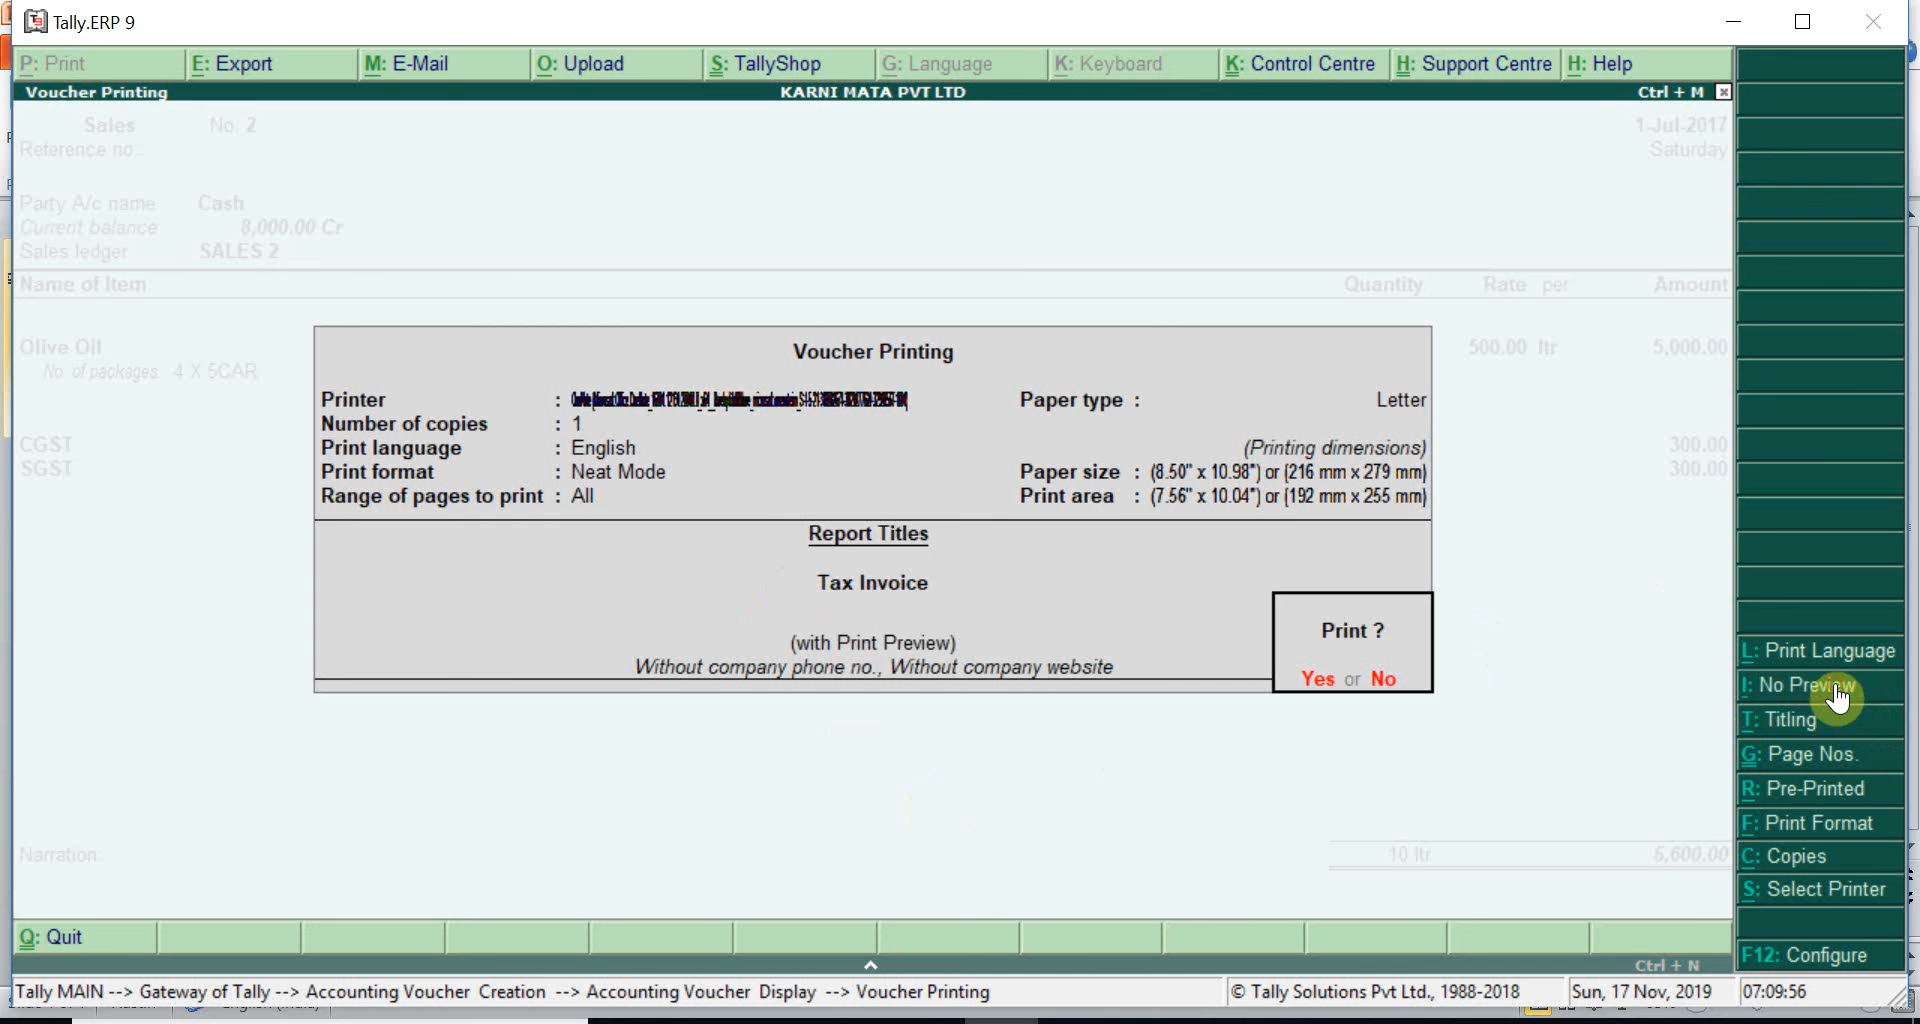 Tally.ERP 9
P: Print E: Export M: E-Mail O: Upload S: TallyShop G: Language K: Keyboard K: Control Centre H: Support Centre H: Help
Voucher Printing KARNI MATA PVT LTD Ctrl + M
Sales No. 2 1-Jul-2017
Reference no.: Saturday
Party A/c name Cash
Current balance 8,000.00 Cr
Sales ledger SALES 2
Name of Item Quantity Rate per Amount
Olive Oil 500.00 ltr 5,000.00
No. of packages 4 X 5CAR
CGST 300.00
SGST 300.00
Voucher Printing
Printer : Paper type : Letter
Number of copies : 1
Print language : English (Printing dimensions)
Print format : Neat Mode Paper size : (8.50" x 10.98") or (216 mm x 279 mm)
Range of pages to print : All Print area : (7.56" x 10.04") or (192 mm x 255 mm)
Report Titles
Tax Invoice
(with Print Preview)
Without company phone no., Without company website
Print ?
Yes or No
Narration: 10 ltr 5,600.00
L: Print Language
I: No Preview
T: Titling
G: Page Nos.
R: Pre-Printed
F: Print Format
C: Copies
S: Select Printer
F12: Configure
Q: Quit
Ctrl + N
Tally MAIN --> Gateway of Tally --> Accounting Voucher Creation --> Accounting Voucher Display --> Voucher Printing © Tally Solutions Pvt Ltd., 1988-2018 Sun, 17 Nov, 2019 07:09:56